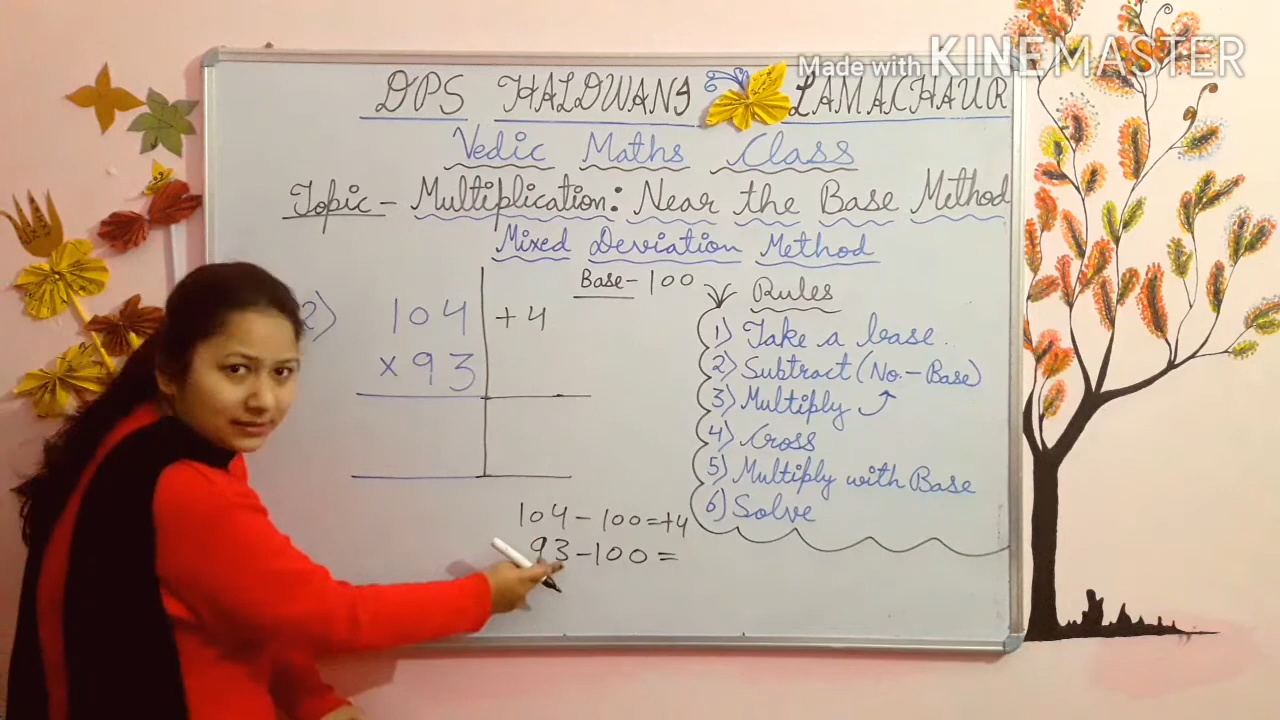 Made with KINEMASTER
DPS HALDWANI LAMACHAUR
Vedic Maths Class
Topic - Multiplication: Near the Base Method
Mixed Deviation Method
Base - 100
2) 104 + 4
× 93
104 - 100 = +4
93 - 100 =
Rules
1) Take a base.
2) Subtract (No. - Base)
3) Multiply
4) Cross
5) Multiply with Base
6) Solve